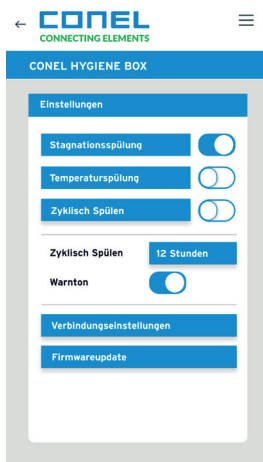 CONEL
CONNECTING ELEMENTS
CONEL HYGIENE BOX
Einstellungen
Stagnationsspülung
Temperaturspülung
Zyklisch Spülen
Zyklisch Spülen 12 Stunden
Warnton
Verbindungseinstellungen
Firmwareupdate